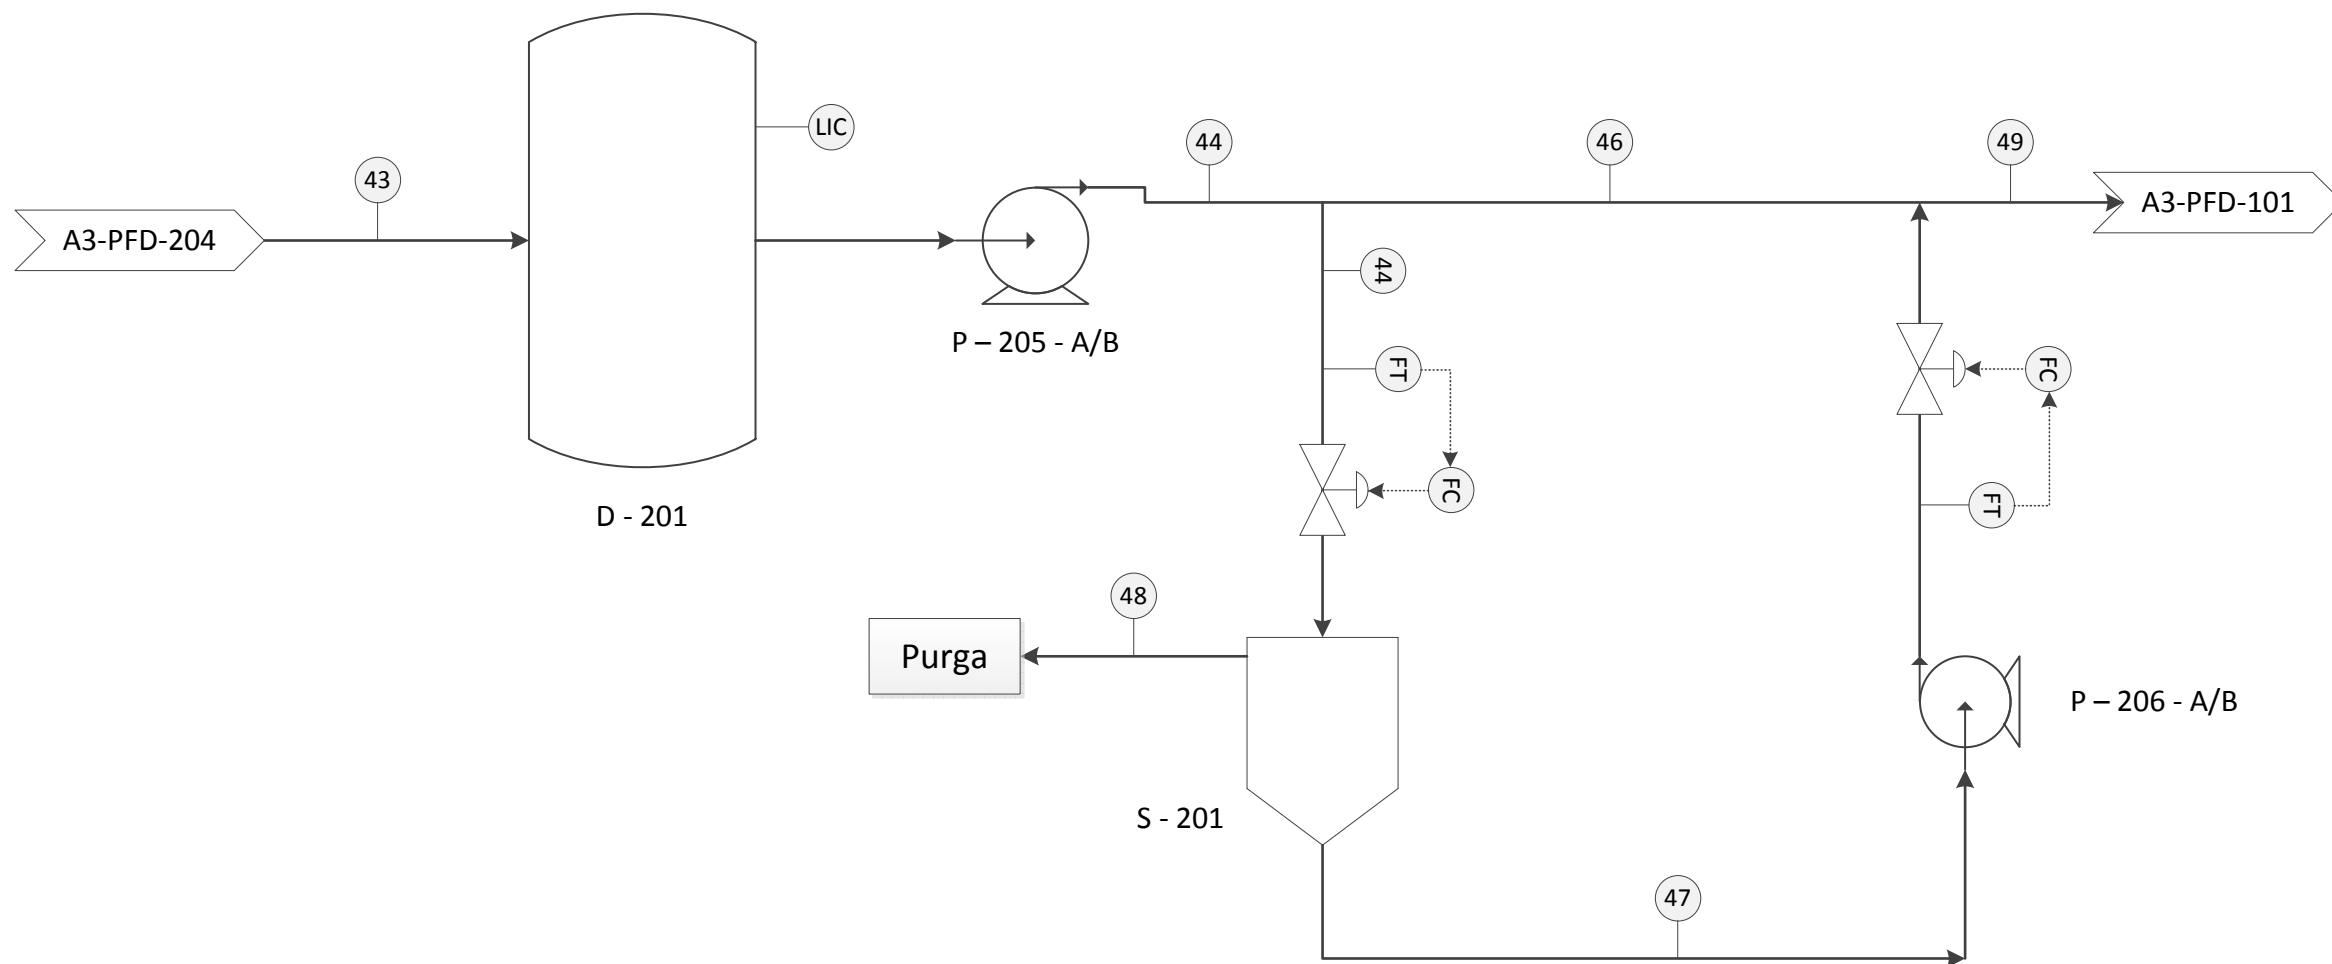 LIC
44
46
49
43
A3-PFD-204
A3-PFD-101
44
P – 205 - A/B
FT
FC
FC
FT
D - 201
48
Purga
P – 206 - A/B
S - 201
47